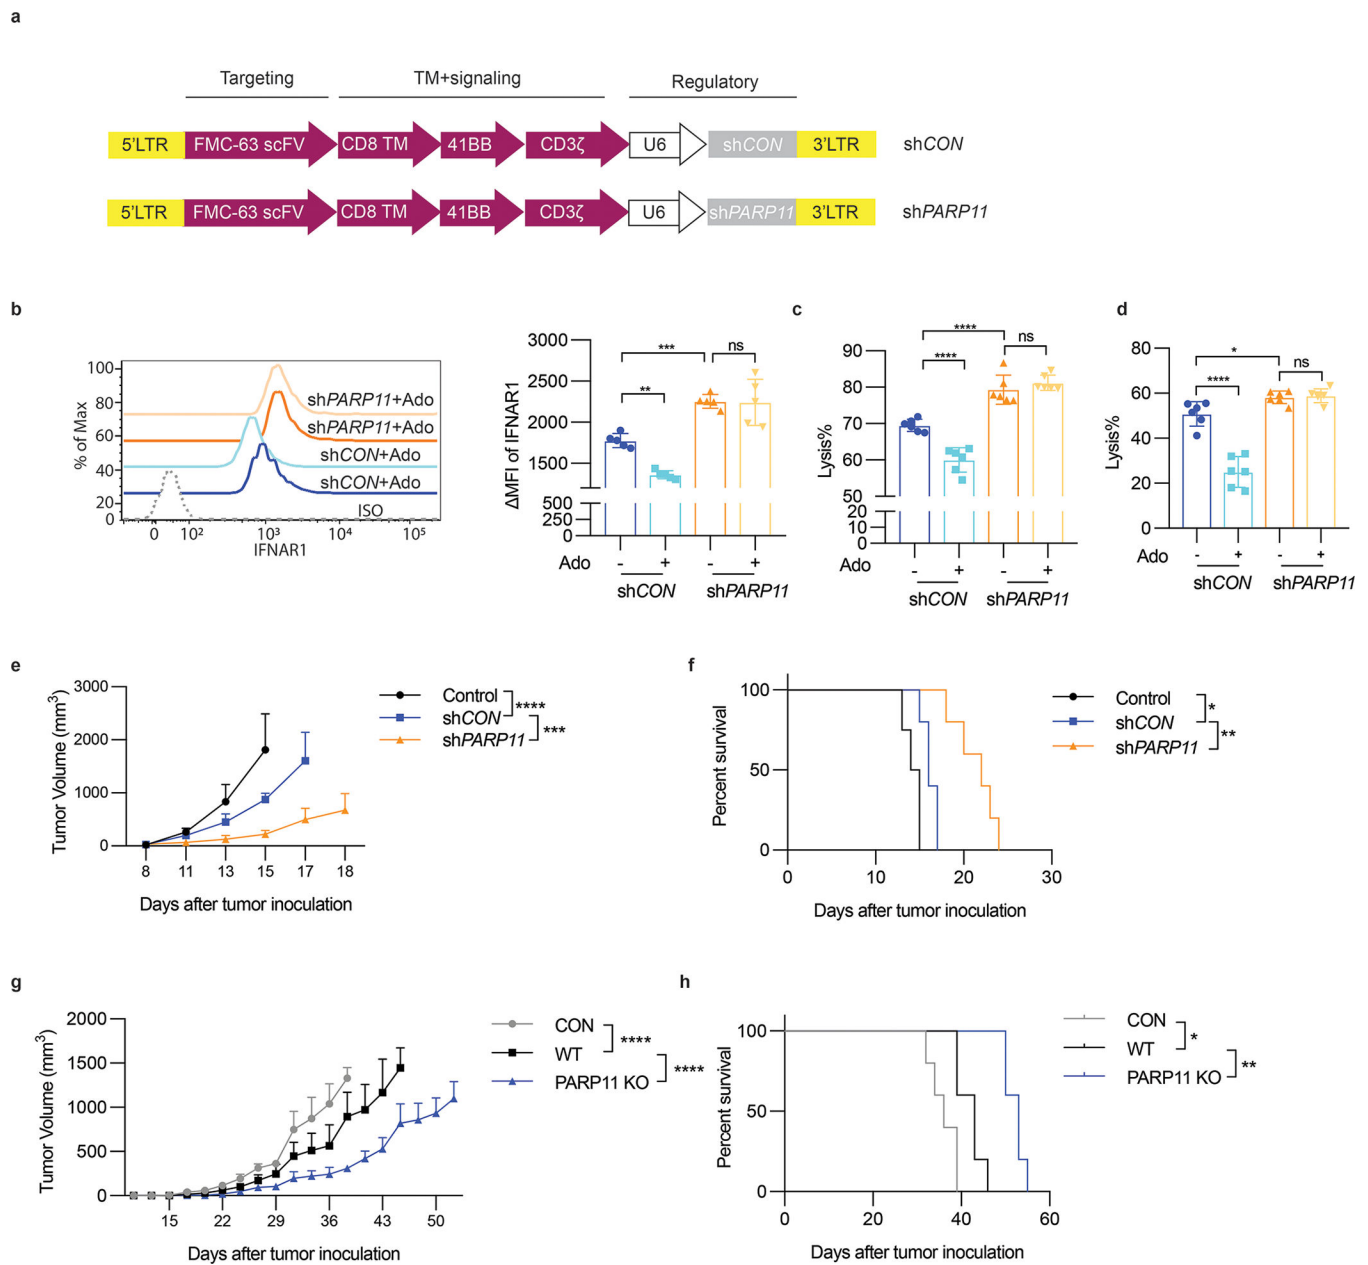 a
Targeting TM+signaling Regulatory
5'LTR FMC-63 scFV CD8 TM 41BB CD3ζ U6 shCON 3'LTR shCON
5'LTR FMC-63 scFV CD8 TM 41BB CD3ζ U6 shPARP11 3'LTR shPARP11
b
% of Max
100
80
60
40
20
0
shPARP11+Ado
shPARP11+Ado
shCON+Ado
shCON+Ado
ISO
0 10² 10³ 10⁴ 10⁵
IFNAR1
ΔMFI of IFNAR1
3000
2500
2000
1500
500
250
0
*** ns
**
Ado - + - +
shCON shPARP11
c
Lysis%
90
80
70
60
50
20
10
0
**** ns
****
Ado - + - +
shCON shPARP11
d
Lysis%
80
60
40
20
0
* ns
****
Ado - + - +
shCON shPARP11
e
Tumor Volume (mm³)
3000
2000
1000
0
8 11 13 15 17 18
Days after tumor inoculation
Control
shCON
shPARP11
****
***
f
Percent survival
100
50
0
0 10 20 30
Days after tumor inoculation
Control
shCON
shPARP11
*
**
g
Tumor Volume (mm³)
2000
1500
1000
500
0
15 22 29 36 43 50
Days after tumor inoculation
CON
WT
PARP11 KO
****
****
h
Percent survival
100
50
0
0 20 40 60
Days after tumor inoculation
CON
WT
PARP11 KO
*
**